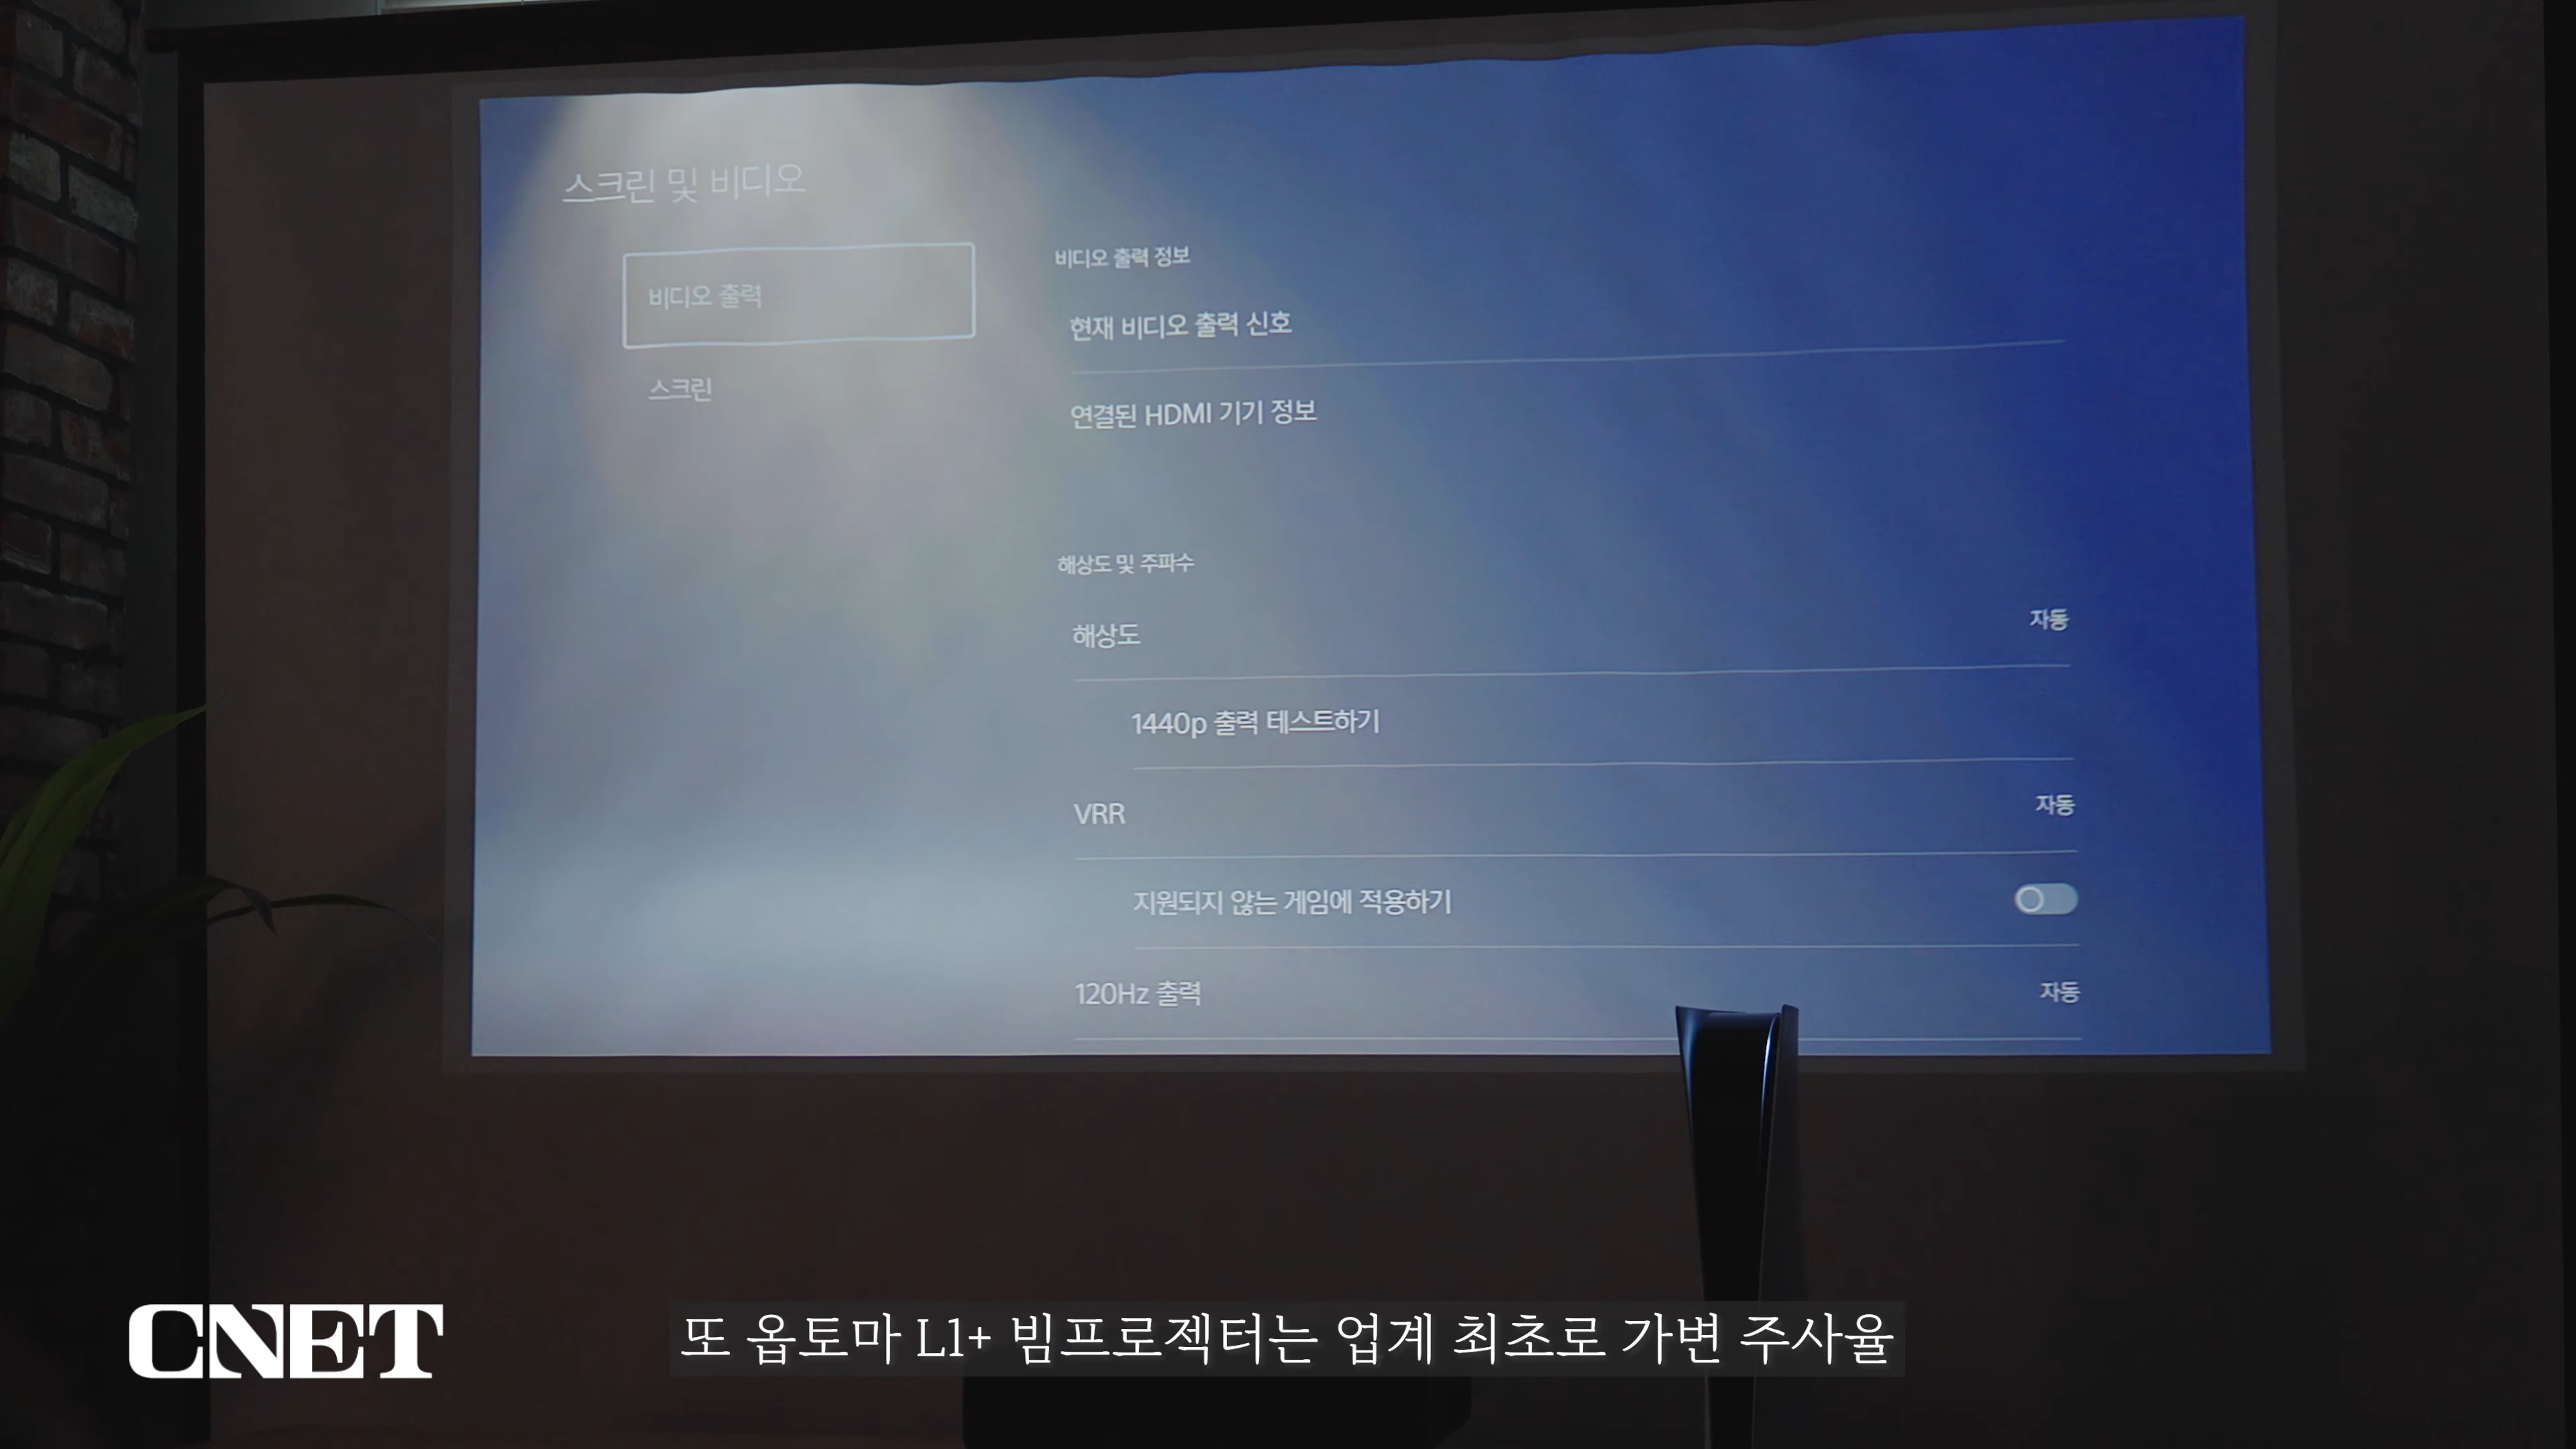 스크린 및 비디오
비디오 출력
스크린
비디오 출력 정보
현재 비디오 출력 신호
연결된 HDMI 기기 정보
해상도 및 주파수
해상도 자동
1440p 출력 테스트하기
VRR 자동
지원되지 않는 게임에 적용하기
120Hz 출력 자동
CNET
또 옵토마 L1+ 빔프로젝터는 업계 최초로 가변 주사율